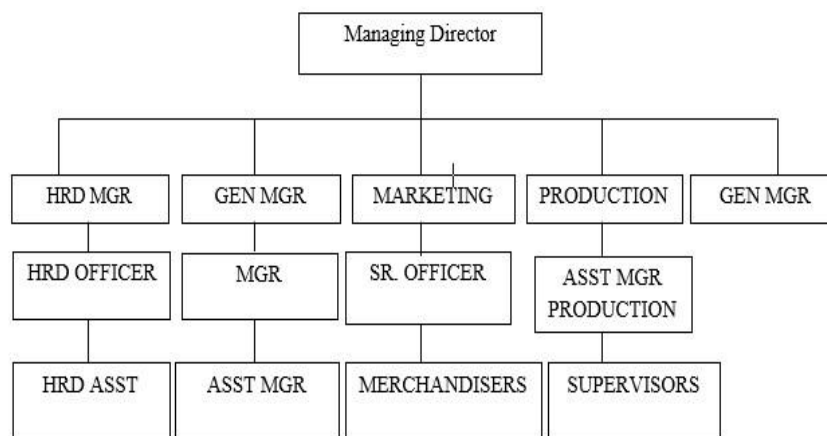 Managing Director
HRD MGR
GEN MGR
MARKETING
PRODUCTION
GEN MGR
HRD OFFICER
MGR
SR. OFFICER
ASST MGR
PRODUCTION
HRD ASST
ASST MGR
MERCHANDISERS
SUPERVISORS